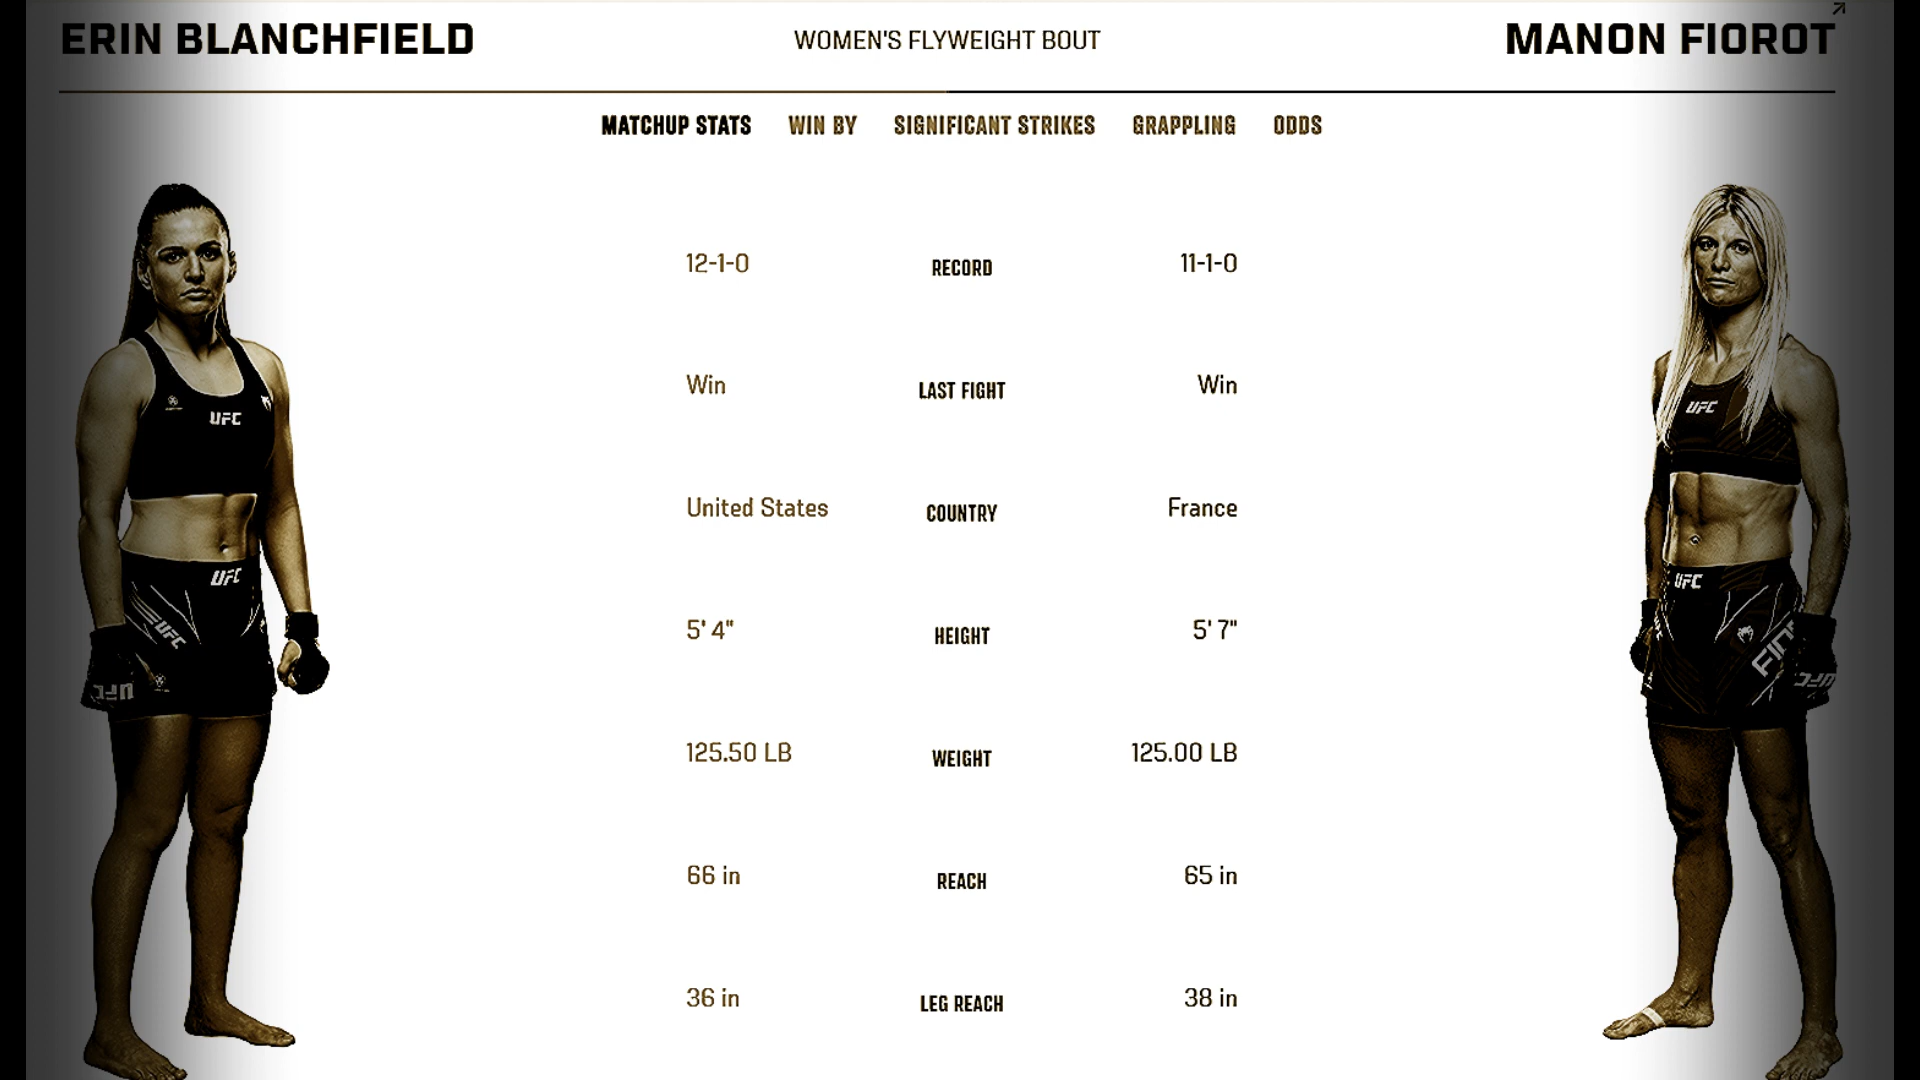 ERIN BLANCHFIELD
WOMEN'S FLYWEIGHT BOUT
MANON FIOROT
MATCHUP STATS WIN BY SIGNIFICANT STRIKES GRAPPLING ODDS
12-1-0 RECORD 11-1-0
Win LAST FIGHT Win
United States COUNTRY France
5' 4" HEIGHT 5' 7"
125.50 LB WEIGHT 125.00 LB
66 in REACH 65 in
36 in LEG REACH 38 in
UFC
UFC
UFC
UFC
UFC
UFC
UFC